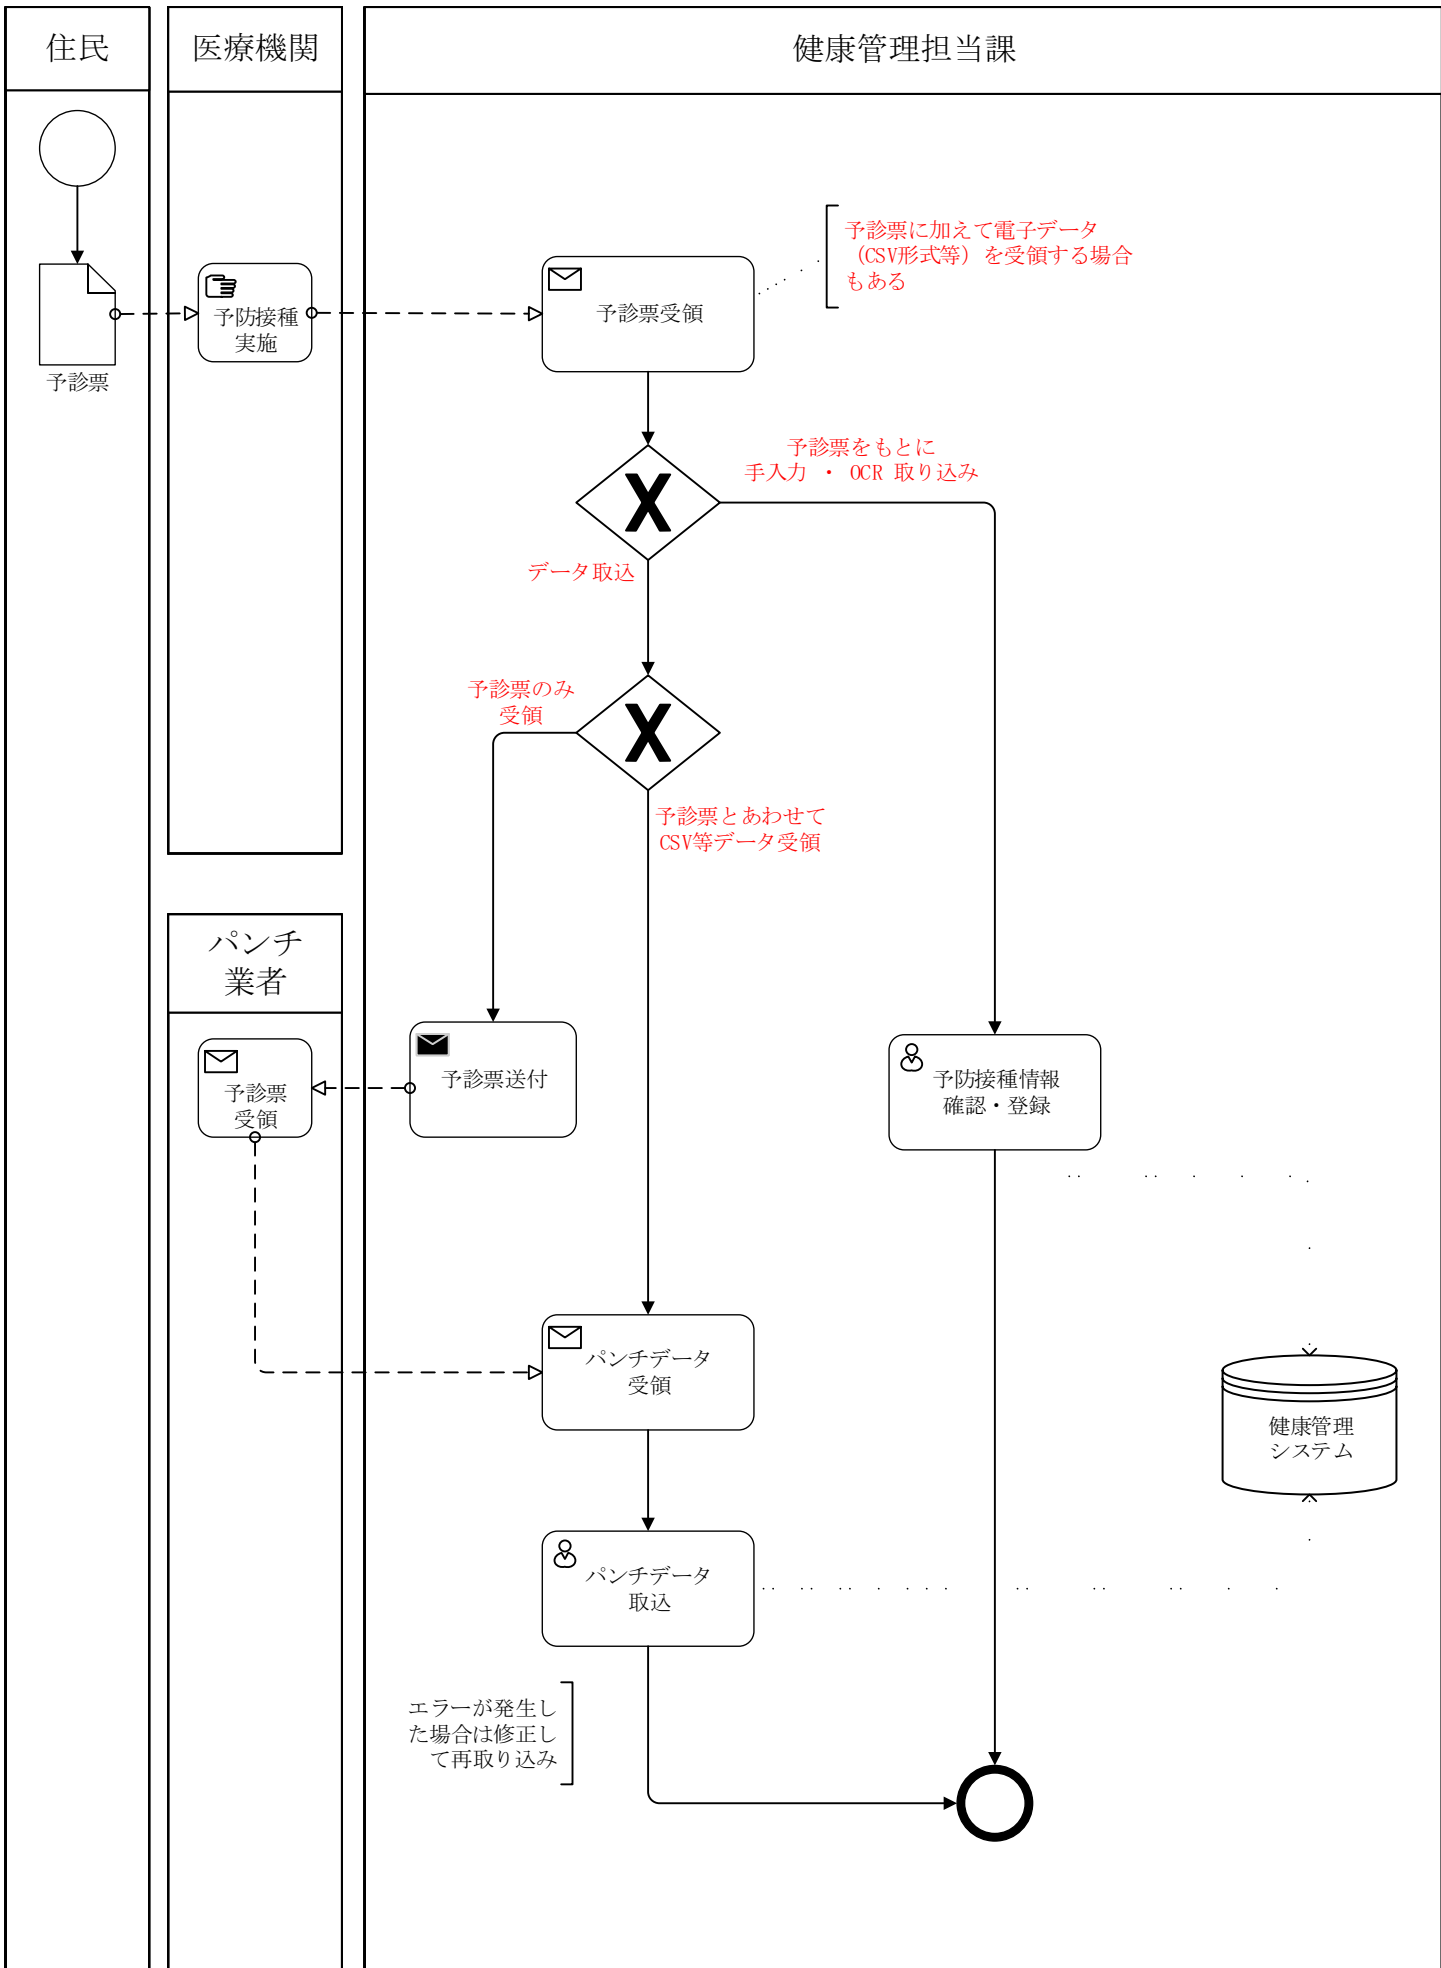 住民
医療機関
健康管理担当課
予診票に加えて電子データ
（CSV形式等）を受領する場合
もある
予防接種
実施
予診票受領
予診票
予診票をもとに
手入力 ・ OCR 取り込み
データ取込
予診票のみ
受領
予診票とあわせて
CSV等データ受領
パンチ
業者
予診票
受領
予診票送付
予防接種情報
確認・登録
パンチデータ
受領
健康管理
システム
パンチデータ
取込
エラーが発生し
た場合は修正し
て再取り込み